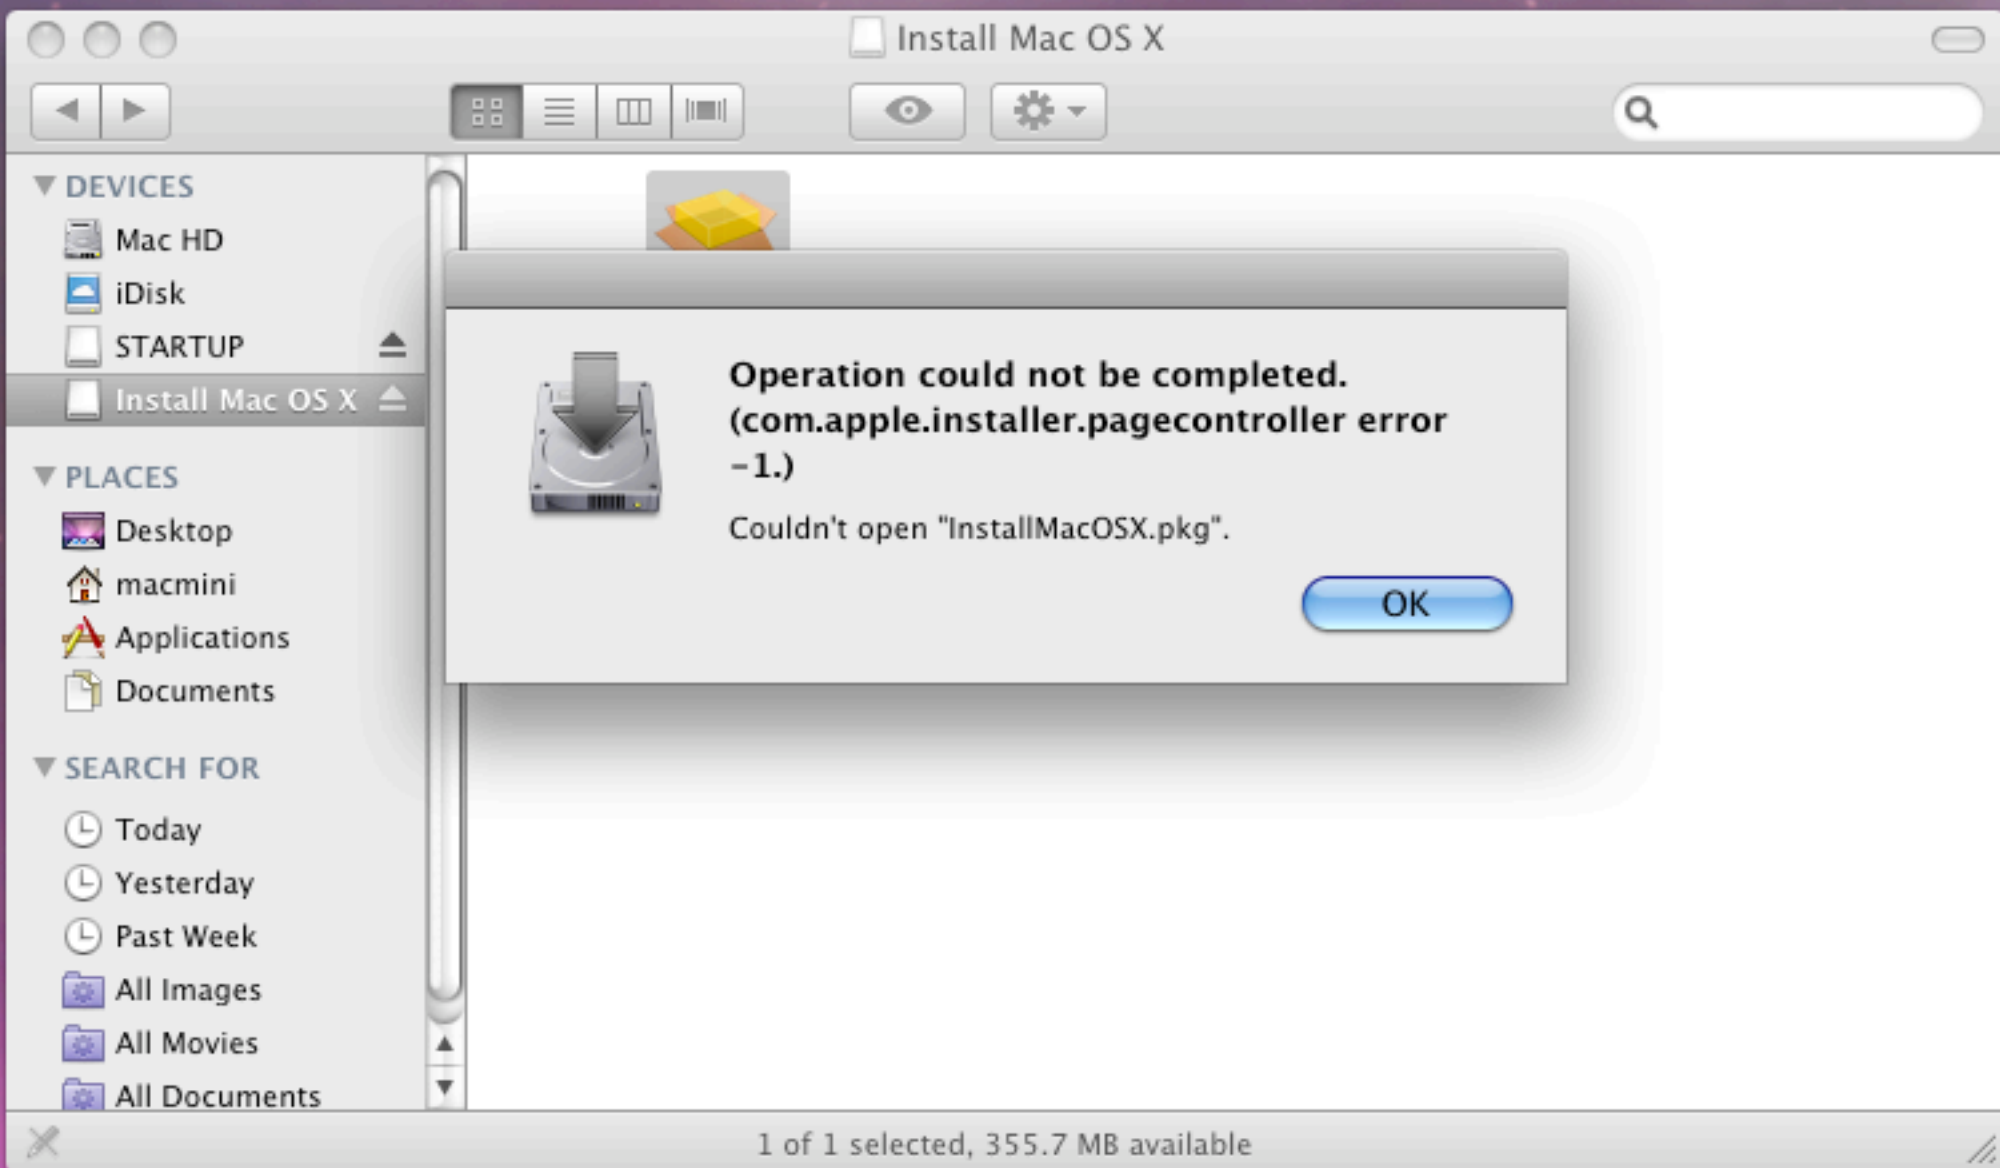 Install Mac OS X
DEVICES
Mac HD
iDisk
STARTUP
Install Mac OS X
PLACES
Desktop
macmini
Applications
Documents
SEARCH FOR
Today
Yesterday
Past Week
All Images
All Movies
All Documents
Operation could not be completed.
(com.apple.installer.pagecontroller error
-1.)
Couldn't open "InstallMacOSX.pkg".
OK
1 of 1 selected, 355.7 MB available